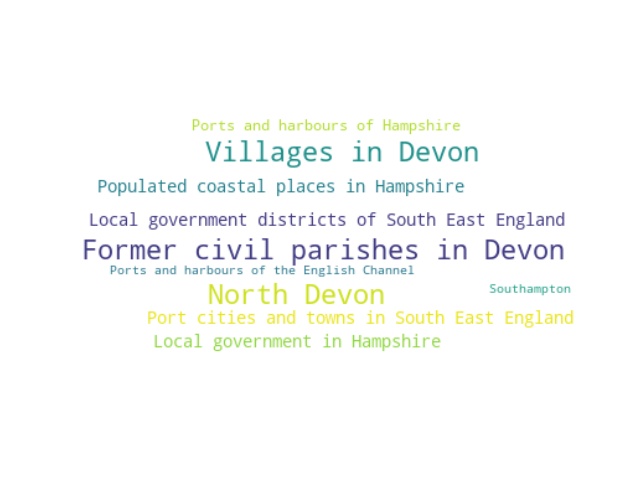 Ports and harbours of Hampshire
Villages in Devon
Populated coastal places in Hampshire
Local government districts of South East England
Former civil parishes in Devon
Ports and harbours of the English Channel
Southampton
North Devon
Port cities and towns in South East England
Local government in Hampshire